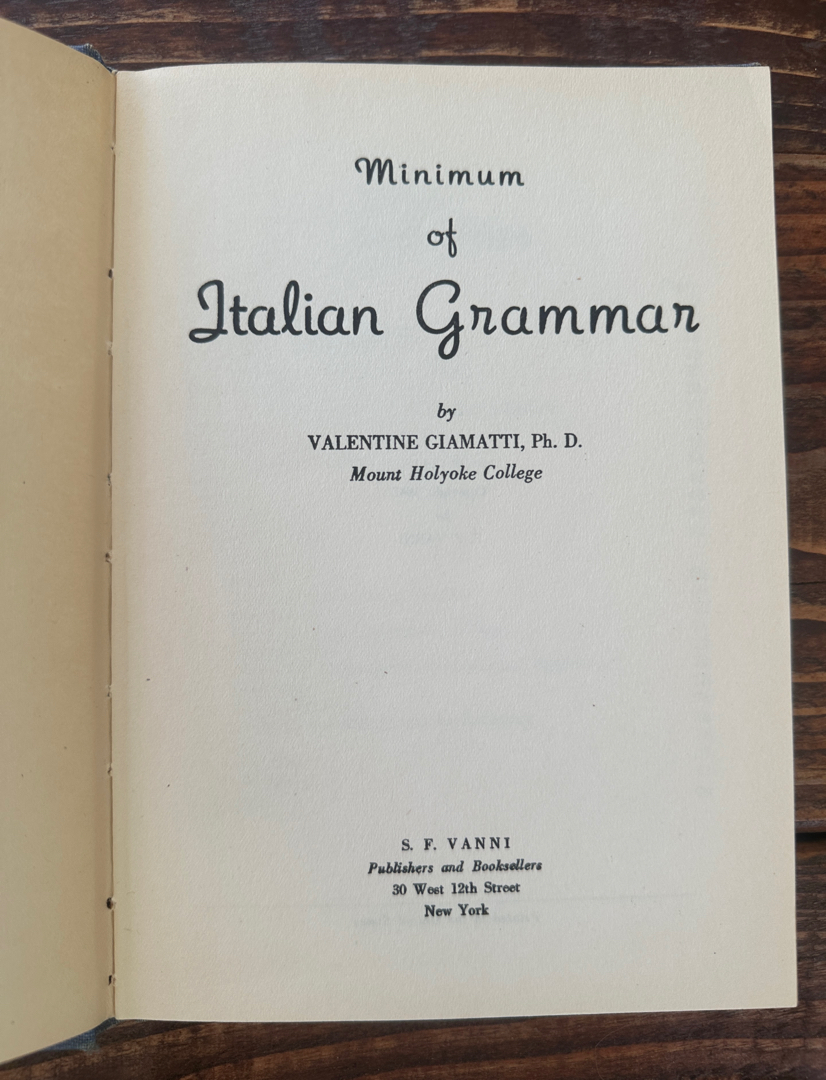 Minimum
of
Italian Grammar
by
VALENTINE GIAMATTI, Ph. D.
Mount Holyoke College
S. F. VANNI
Publishers and Booksellers
30 West 12th Street
New York